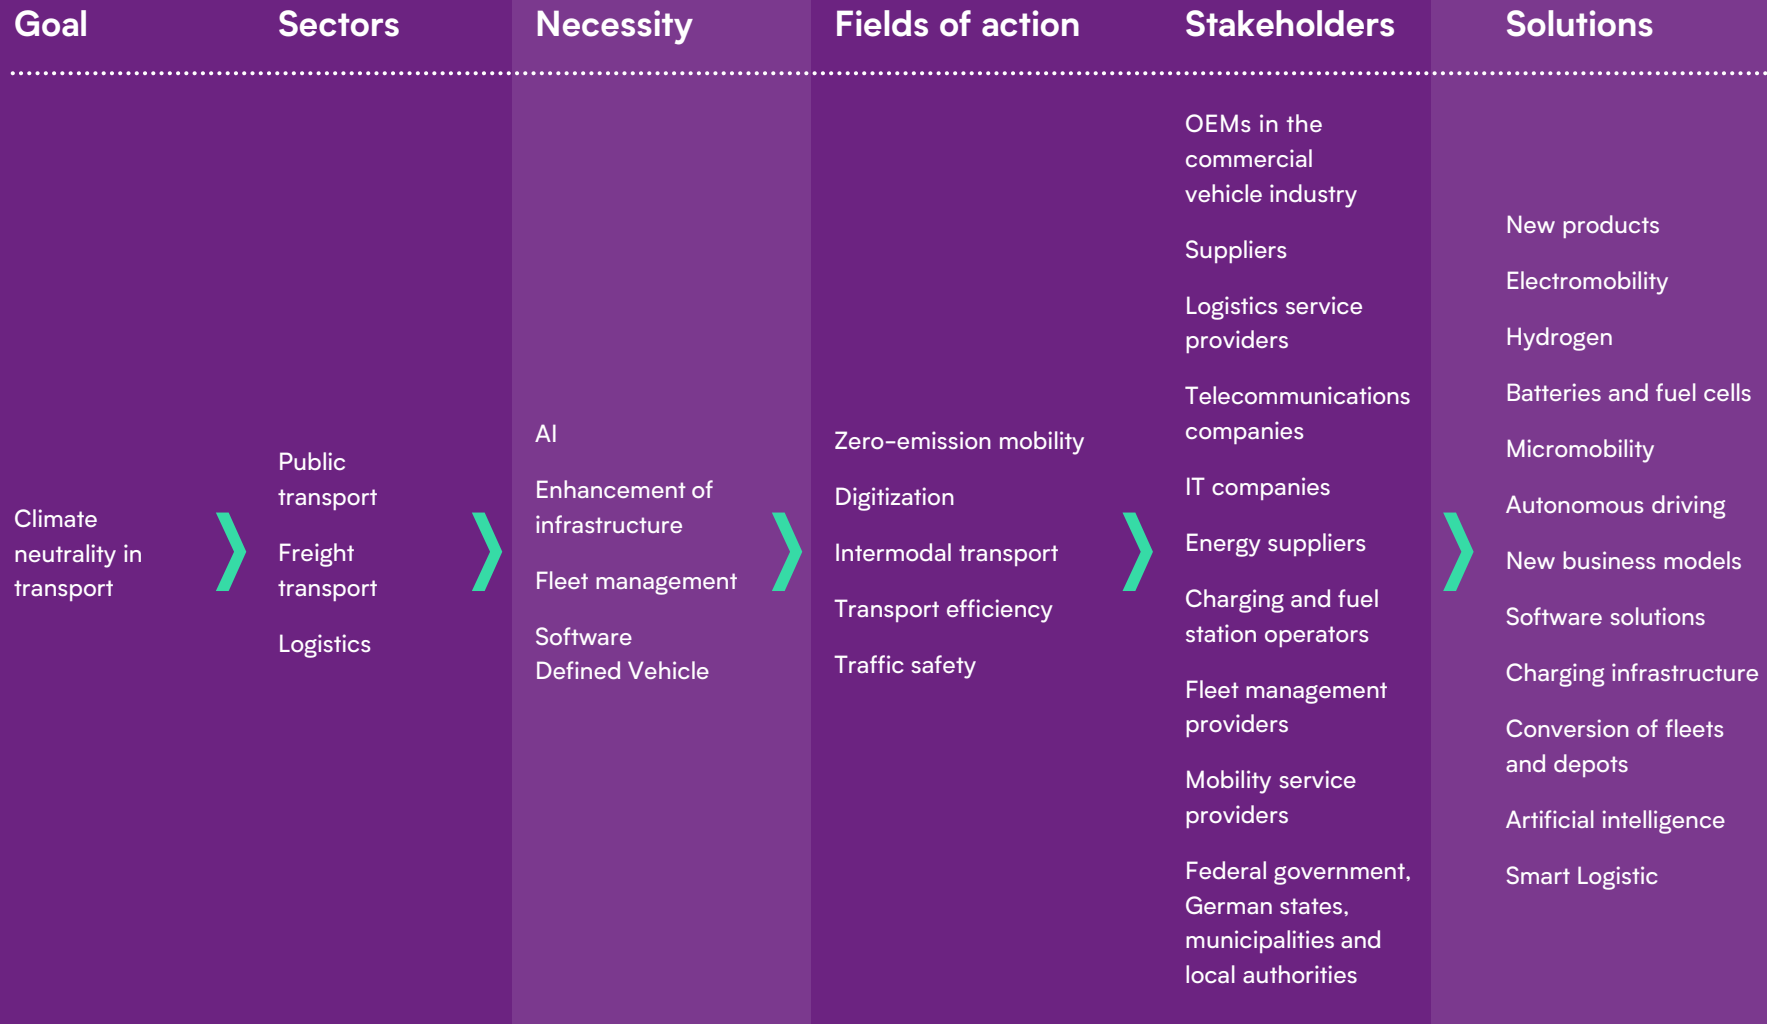 Goal
Sectors
Necessity
Fields of action
Stakeholders
Solutions
Climate
neutrality in
transport
Public
transport
Freight
transport
Logistics
AI
Enhancement of
infrastructure
Fleet management
Software
Defined Vehicle
Zero-emission mobility
Digitization
Intermodal transport
Transport efficiency
Traffic safety
OEMs in the
commercial
vehicle industry
Suppliers
Logistics service
providers
Telecommunications
companies
IT companies
Energy suppliers
Charging and fuel
station operators
Fleet management
providers
Mobility service
providers
Federal government,
German states,
municipalities and
local authorities
New products
Electromobility
Hydrogen
Batteries and fuel cells
Micromobility
Autonomous driving
New business models
Software solutions
Charging infrastructure
Conversion of fleets
and depots
Artificial intelligence
Smart Logistic